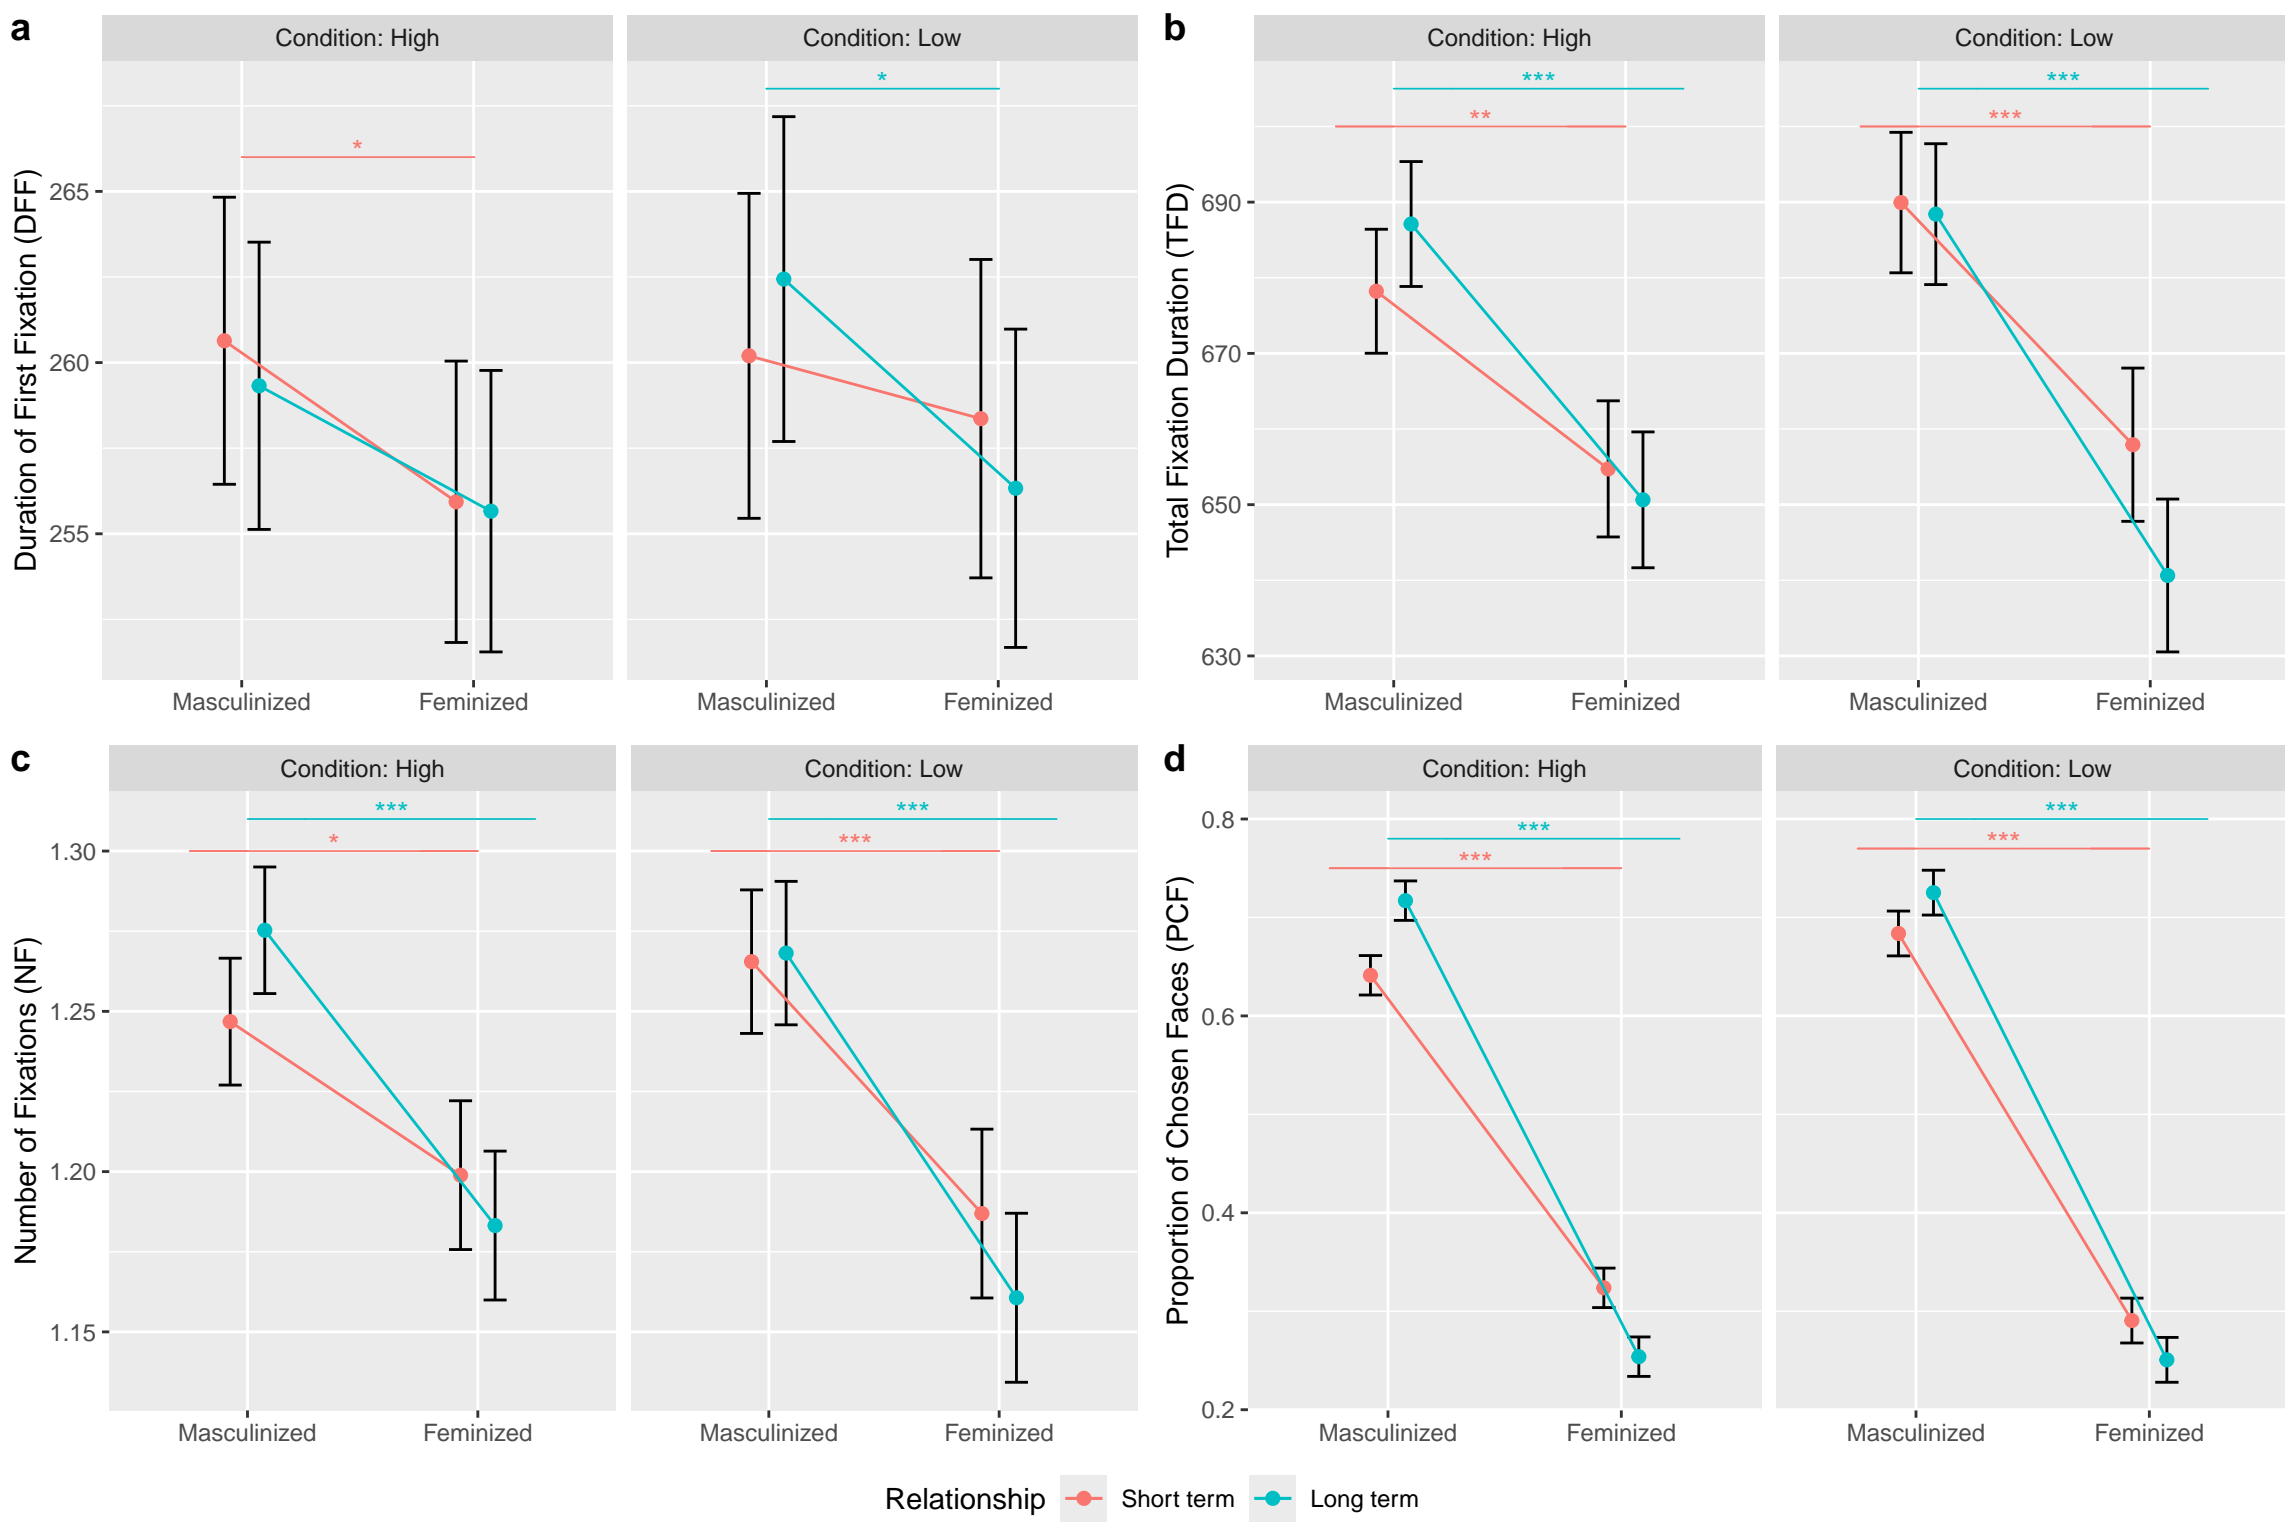 a
Condition: High
Condition: Low
*
*
Duration of First Fixation (DFF)
265
260
255
Masculinized
Feminized
Masculinized
Feminized
b
Condition: High
Condition: Low
***
**
***
***
Total Fixation Duration (TFD)
690
670
650
630
Masculinized
Feminized
Masculinized
Feminized
c
Condition: High
Condition: Low
***
*
***
***
Number of Fixations (NF)
1.30
1.25
1.20
1.15
Masculinized
Feminized
Masculinized
Feminized
d
Condition: High
Condition: Low
***
***
***
***
Proportion of Chosen Faces (PCF)
0.8
0.6
0.4
0.2
Masculinized
Feminized
Masculinized
Feminized
Relationship Short term Long term